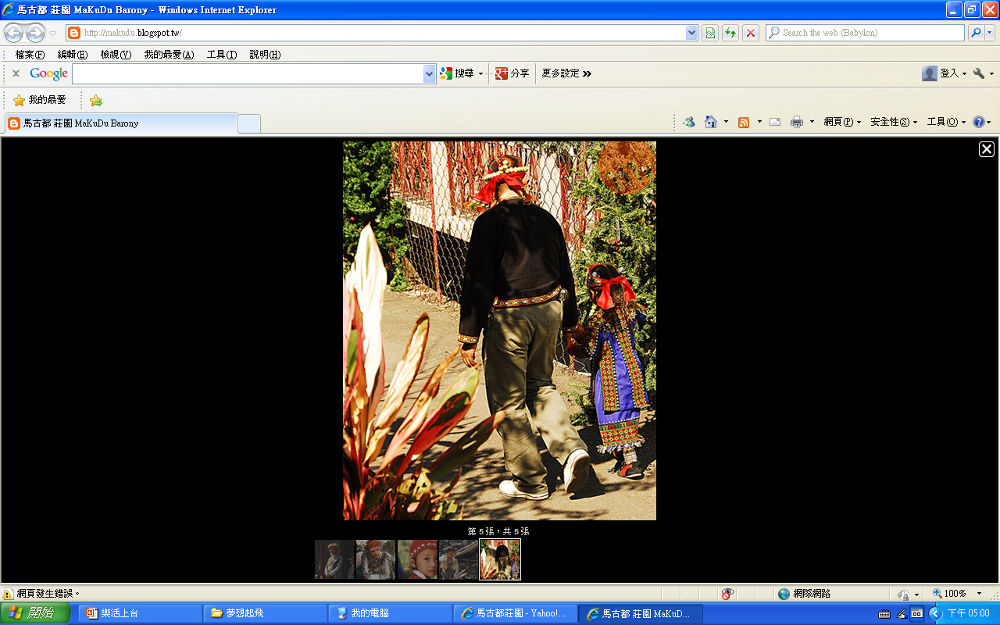 馬古都 莊園 MaKuDu Barony - Windows Internet Explorer
http://makudu.blogspot.tw/
Search the web (Babylon)
檔案(F) 編輯(E) 檢視(V) 我的最愛(A) 工具(T) 說明(H)
x Google 搜尋 分享 更多設定 >> 登入
我的最愛
馬古都 莊園 MaKuDu Barony 網頁(P) 安全性(S) 工具(O)
第 5 張，共 5 張
網頁發生錯誤。 網際網路 100%
開始 樂活上台 夢想起飛 我的電腦 馬古都莊園 - Yahoo!... 馬古都 莊園 MaKuD... 下午 05:00